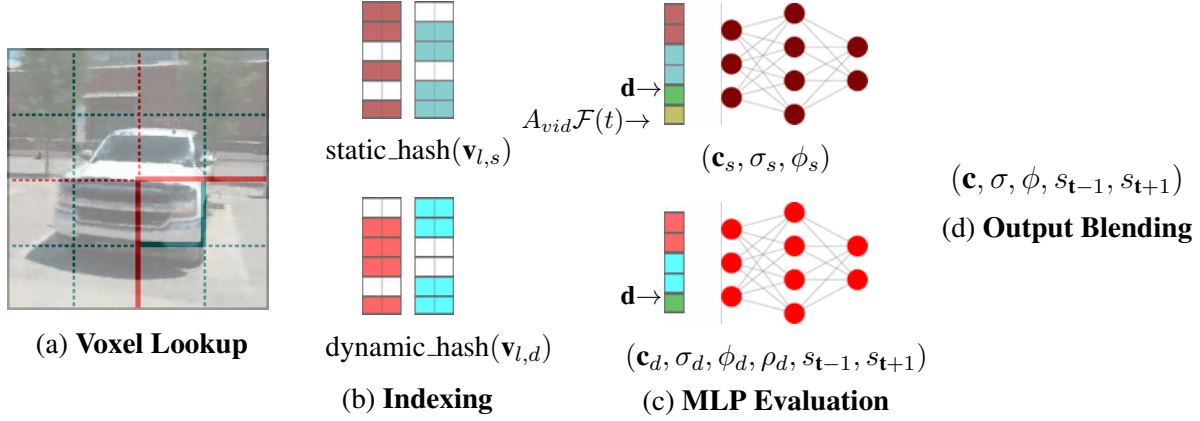 (a) Voxel Lookup
static_hash(v_{l,s})
dynamic_hash(v_{l,d})
(b) Indexing
d→
A_{vid}ℱ(t)→
(c_s, σ_s, ϕ_s)
d→
(c_d, σ_d, ϕ_d, ρ_d, s_{t−1}, s_{t+1})
(c) MLP Evaluation
(c, σ, ϕ, s_{t−1}, s_{t+1})
(d) Output Blending